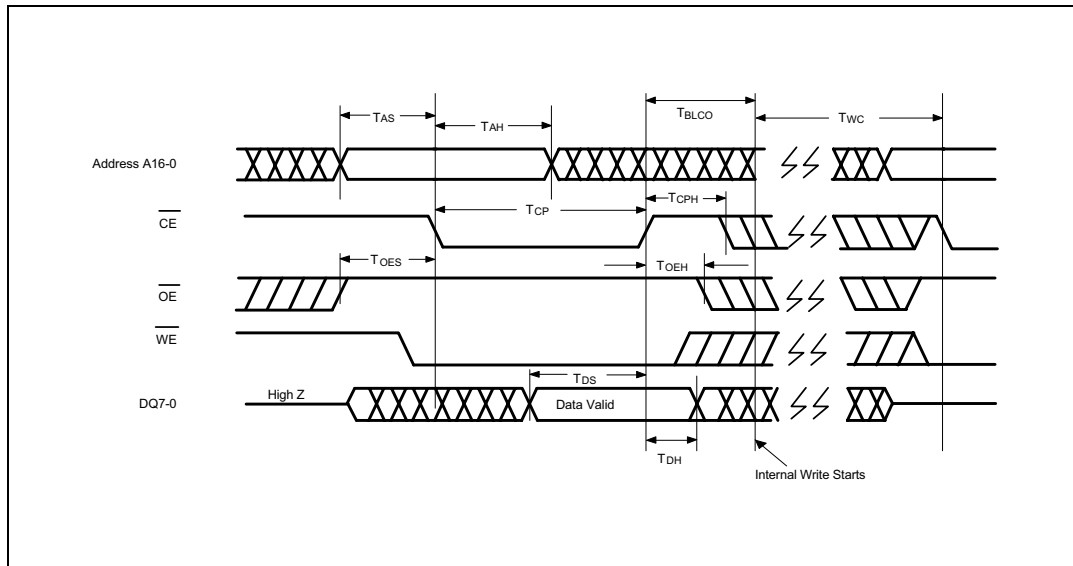 TAS
TAH
TBLCO
TWC
Address A16-0
TCP
TCPH
CE
TOES
TOEH
OE
WE
TDS
High Z
DQ7-0
Data Valid
TDH
Internal Write Starts